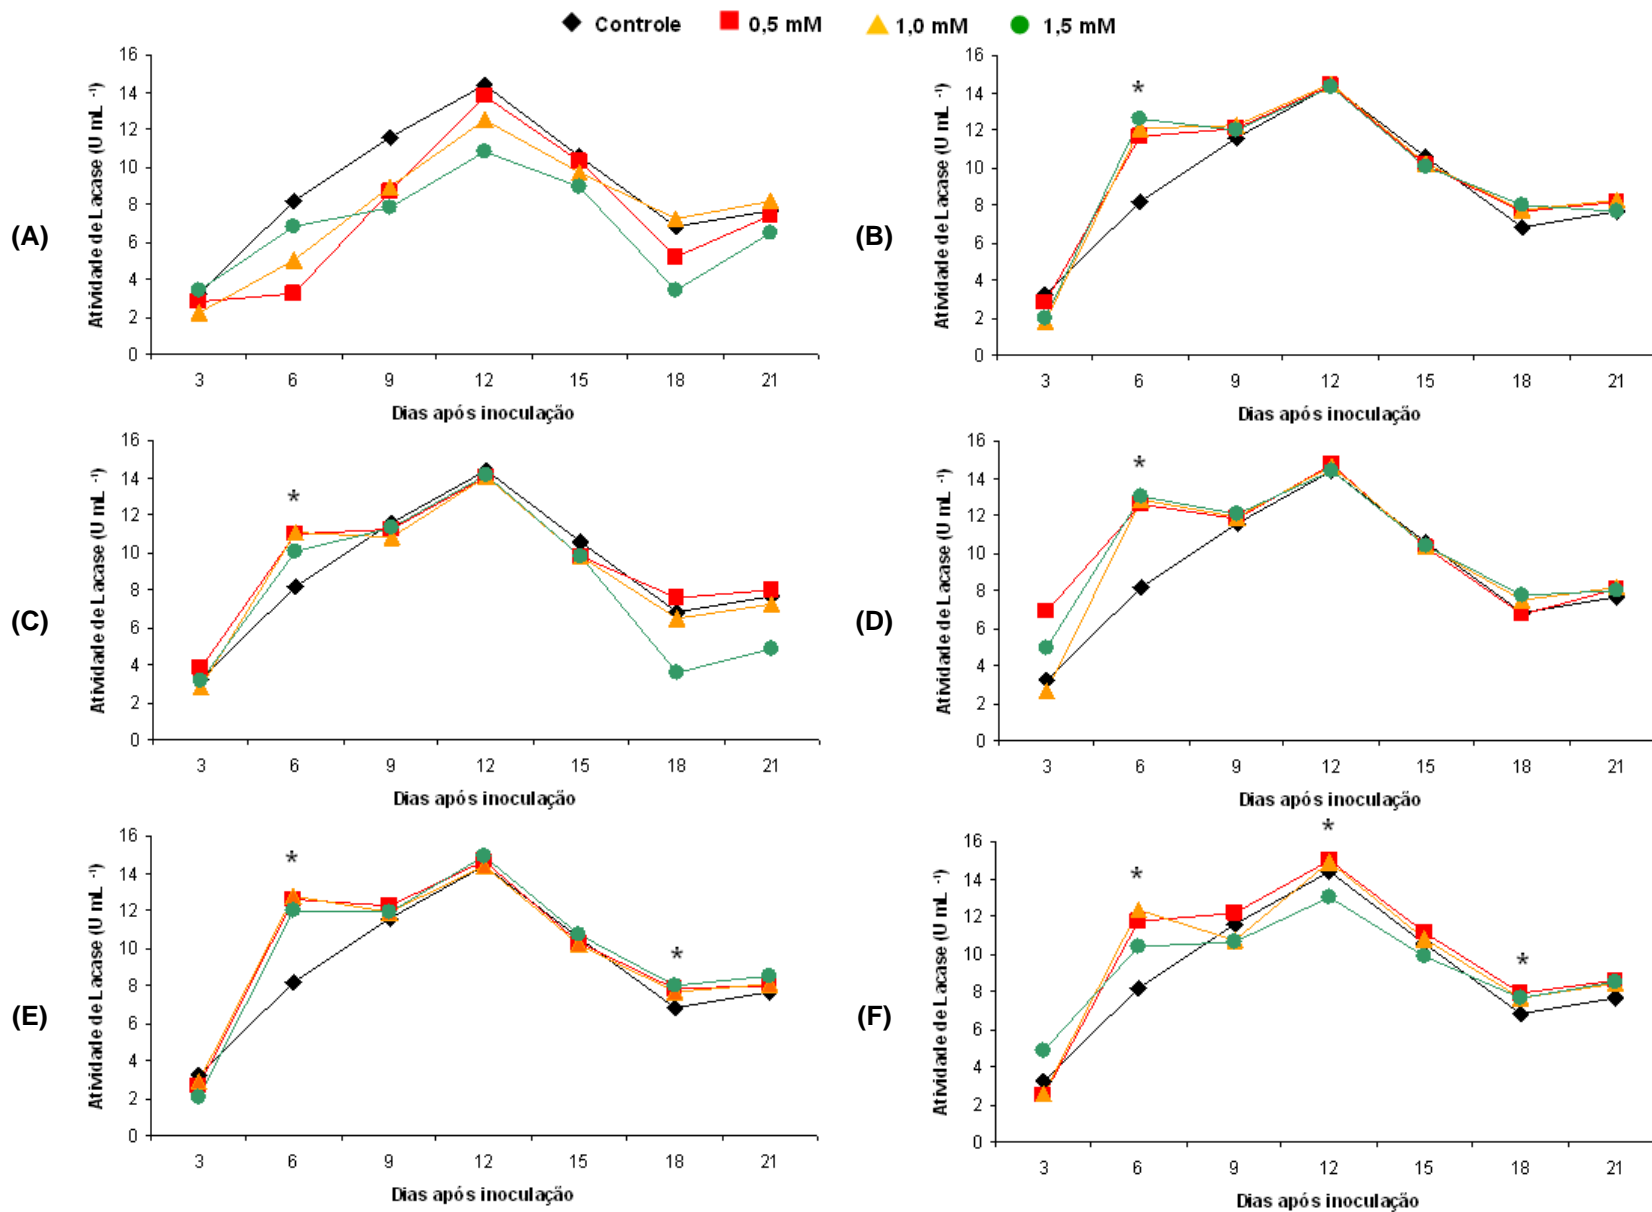 Controle 0,5 mM 1,0 mM 1,5 mM
(A)
Atividade de Lacase (U mL -1)
16
14
12
10
8
6
4
2
0
3 6 9 12 15 18 21
Dias após inoculação
(B)
Atividade de Lacase (U mL -1)
16
14
12
10
8
6
4
2
0
*
3 6 9 12 15 18 21
Dias após inoculação
(C)
Atividade de Lacase (U mL -1)
16
14
12
10
8
6
4
2
0
*
3 6 9 12 15 18 21
Dias após inoculação
(D)
Atividade de Lacase (U mL -1)
16
14
12
10
8
6
4
2
0
*
3 6 9 12 15 18 21
Dias após inoculação
(E)
Atividade de Lacase (U mL -1)
16
14
12
10
8
6
4
2
0
* *
3 6 9 12 15 18 21
Dias após inoculação
(F)
Atividade de Lacase (U mL -1)
16
14
12
10
8
6
4
2
0
* * *
3 6 9 12 15 18 21
Dias após inoculação